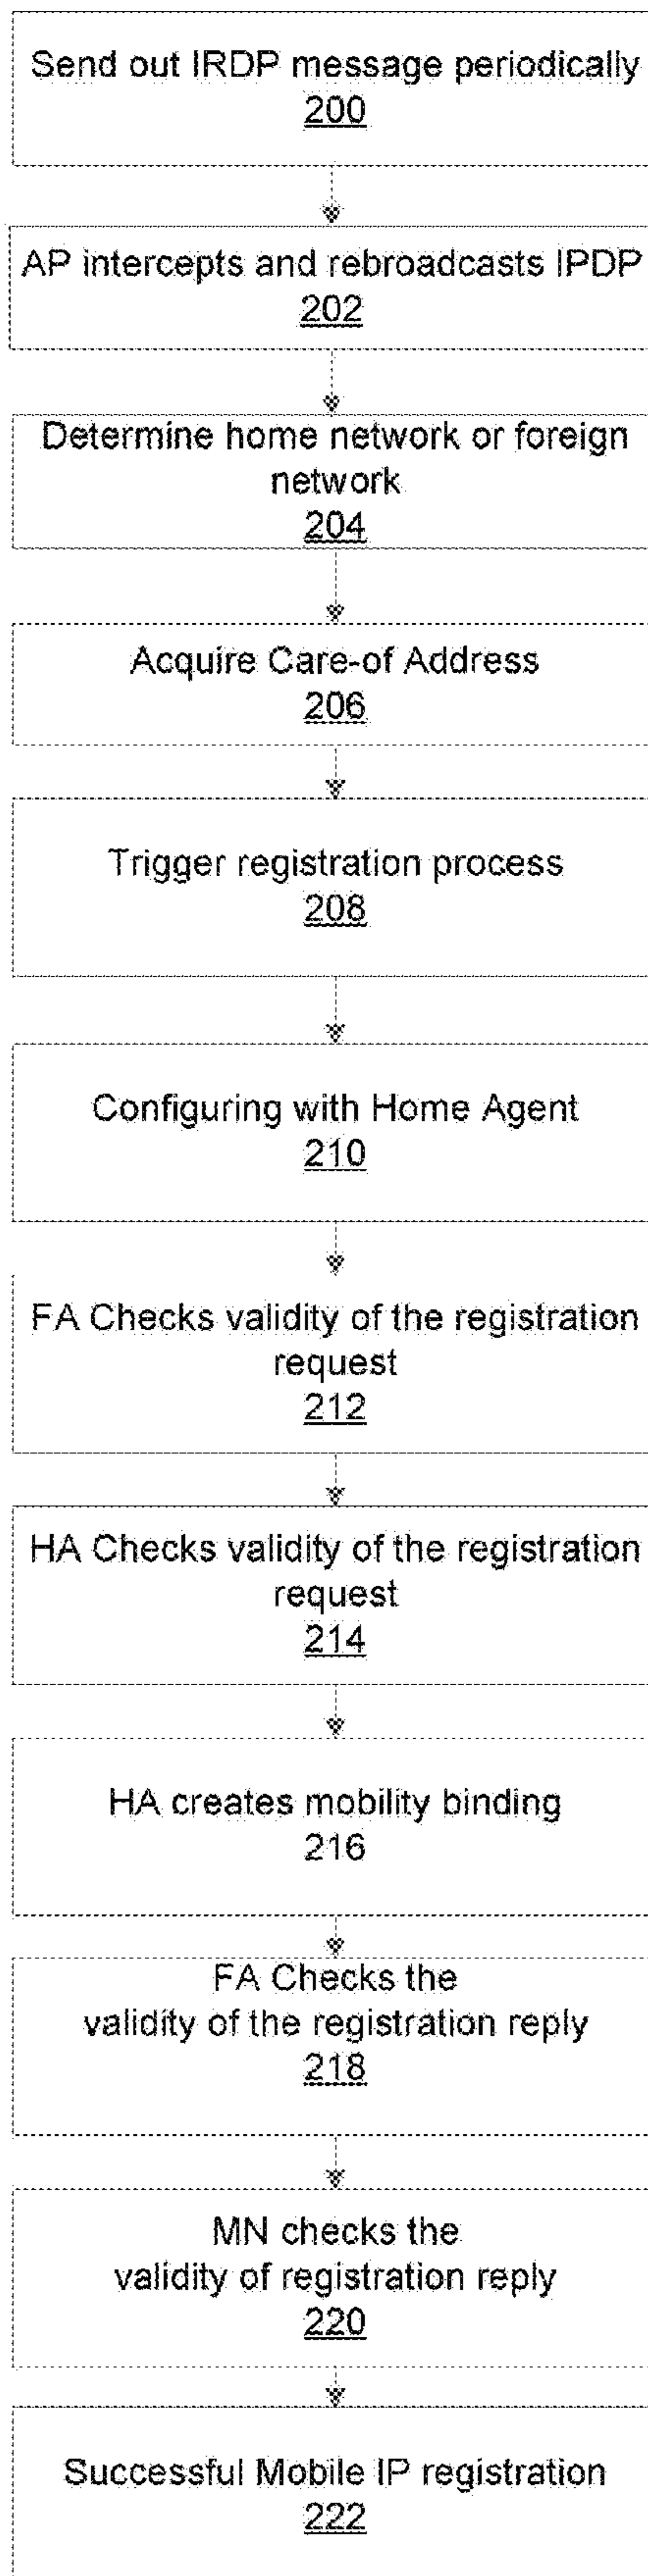 Send out IRDP message periodically
200
AP intercepts and rebroadcasts IPDP
202
Determine home network or foreign
network
204
Acquire Care-of Address
206
Trigger registration process
208
Configuring with Home Agent
210
FA Checks validity of the registration
request
212
HA Checks validity of the registration
request
214
HA creates mobility binding
216
FA Checks the
validity of the registration reply
218
MN checks the
validity of registration reply
220
Successful Mobile IP registration
222